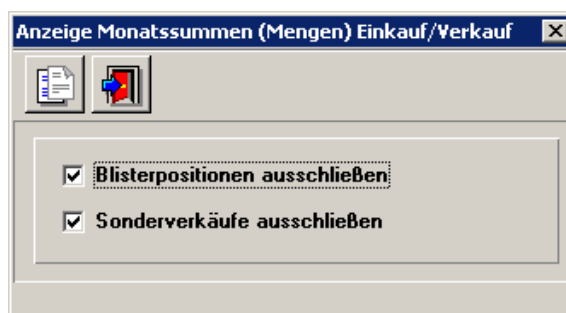 Anzeige Monatssummen (Mengen) Einkauf/Verkauf
Blisterpositionen ausschließen
Sonderverkäufe ausschließen